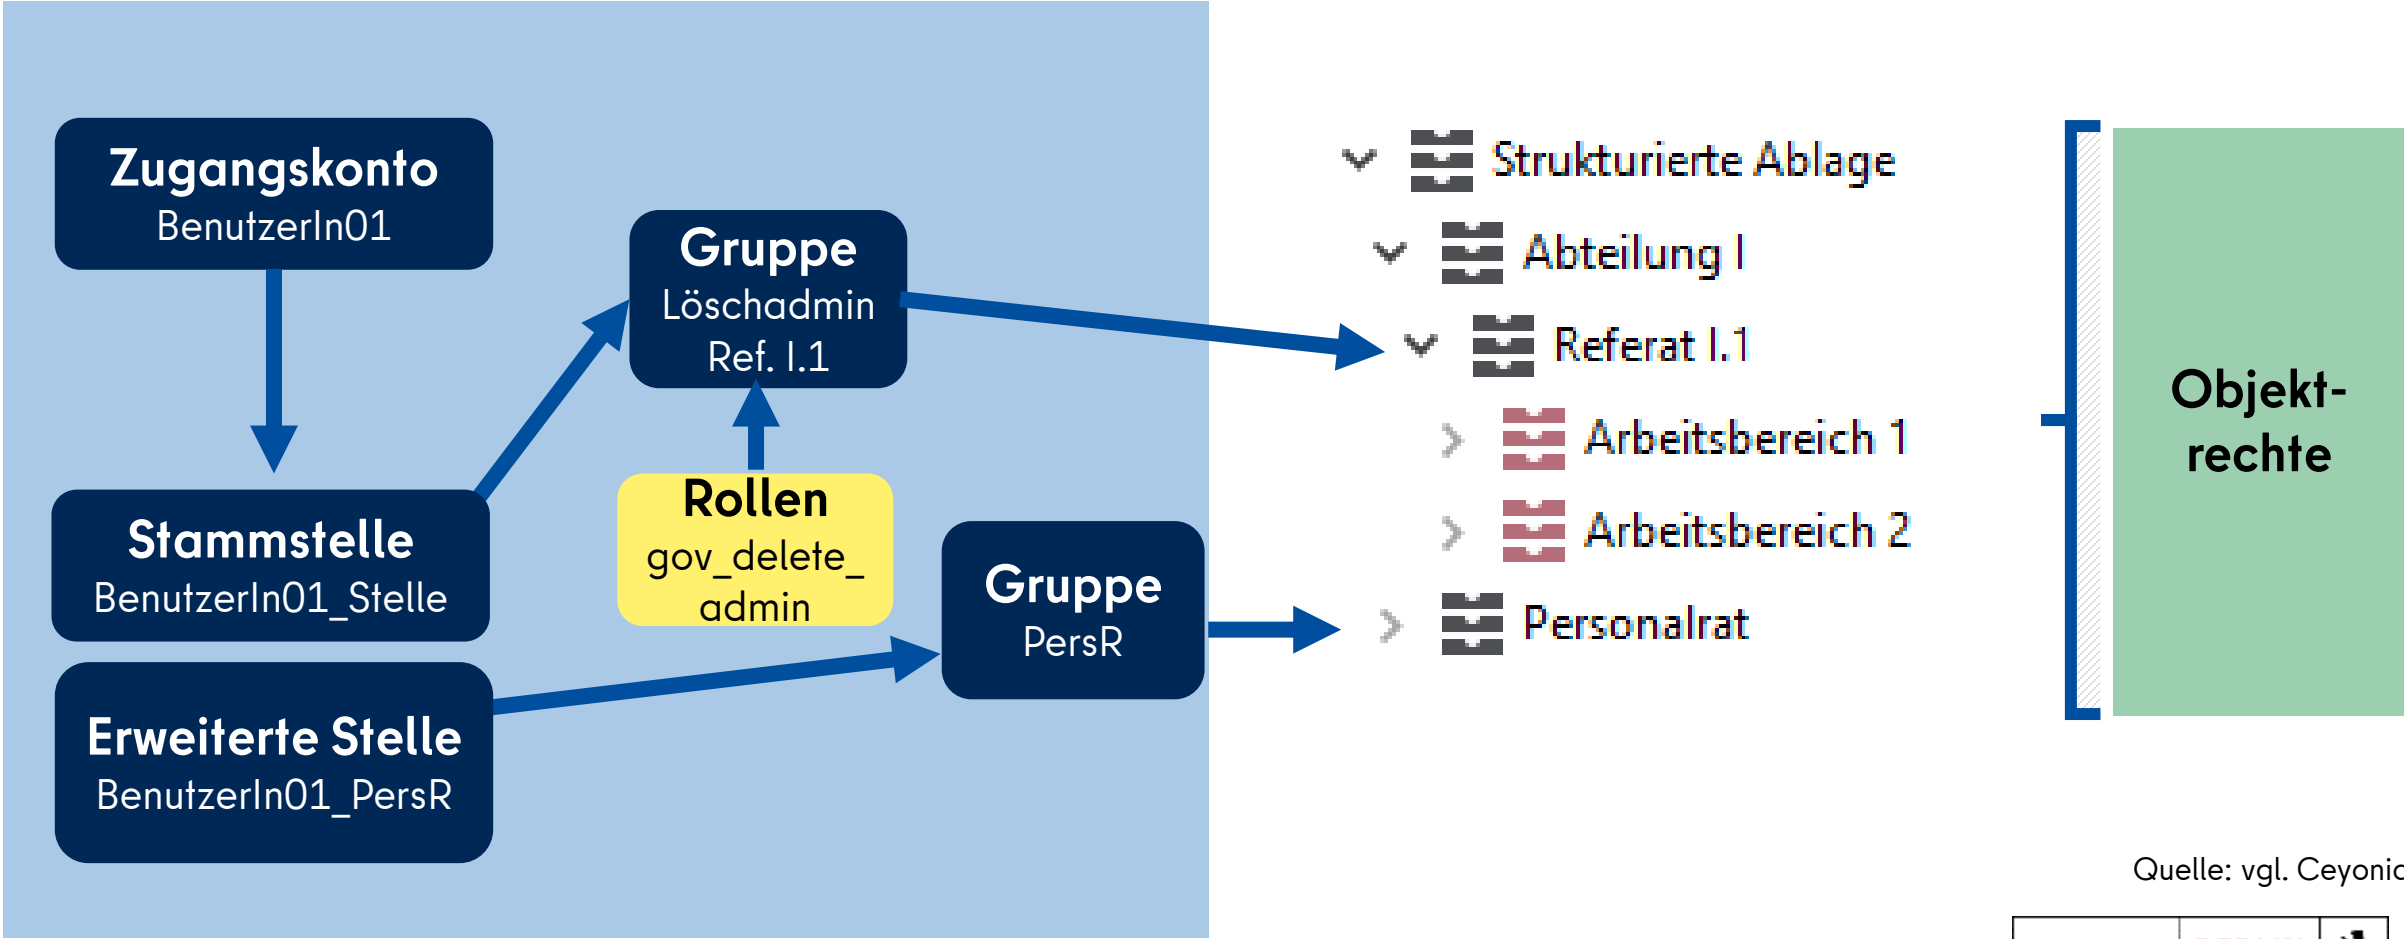 Zugangskonto
BenutzerIn01
Stammstelle
BenutzerIn01_Stelle
Erweiterte Stelle
BenutzerIn01_PersR
Gruppe
Löschadmin
Ref. I.1
Rollen
gov_delete_
admin
Gruppe
PersR
Strukturierte Ablage
Abteilung I
Referat I.1
Arbeitsbereich 1
Arbeitsbereich 2
Personalrat
Objekt-
rechte
Quelle: vgl.